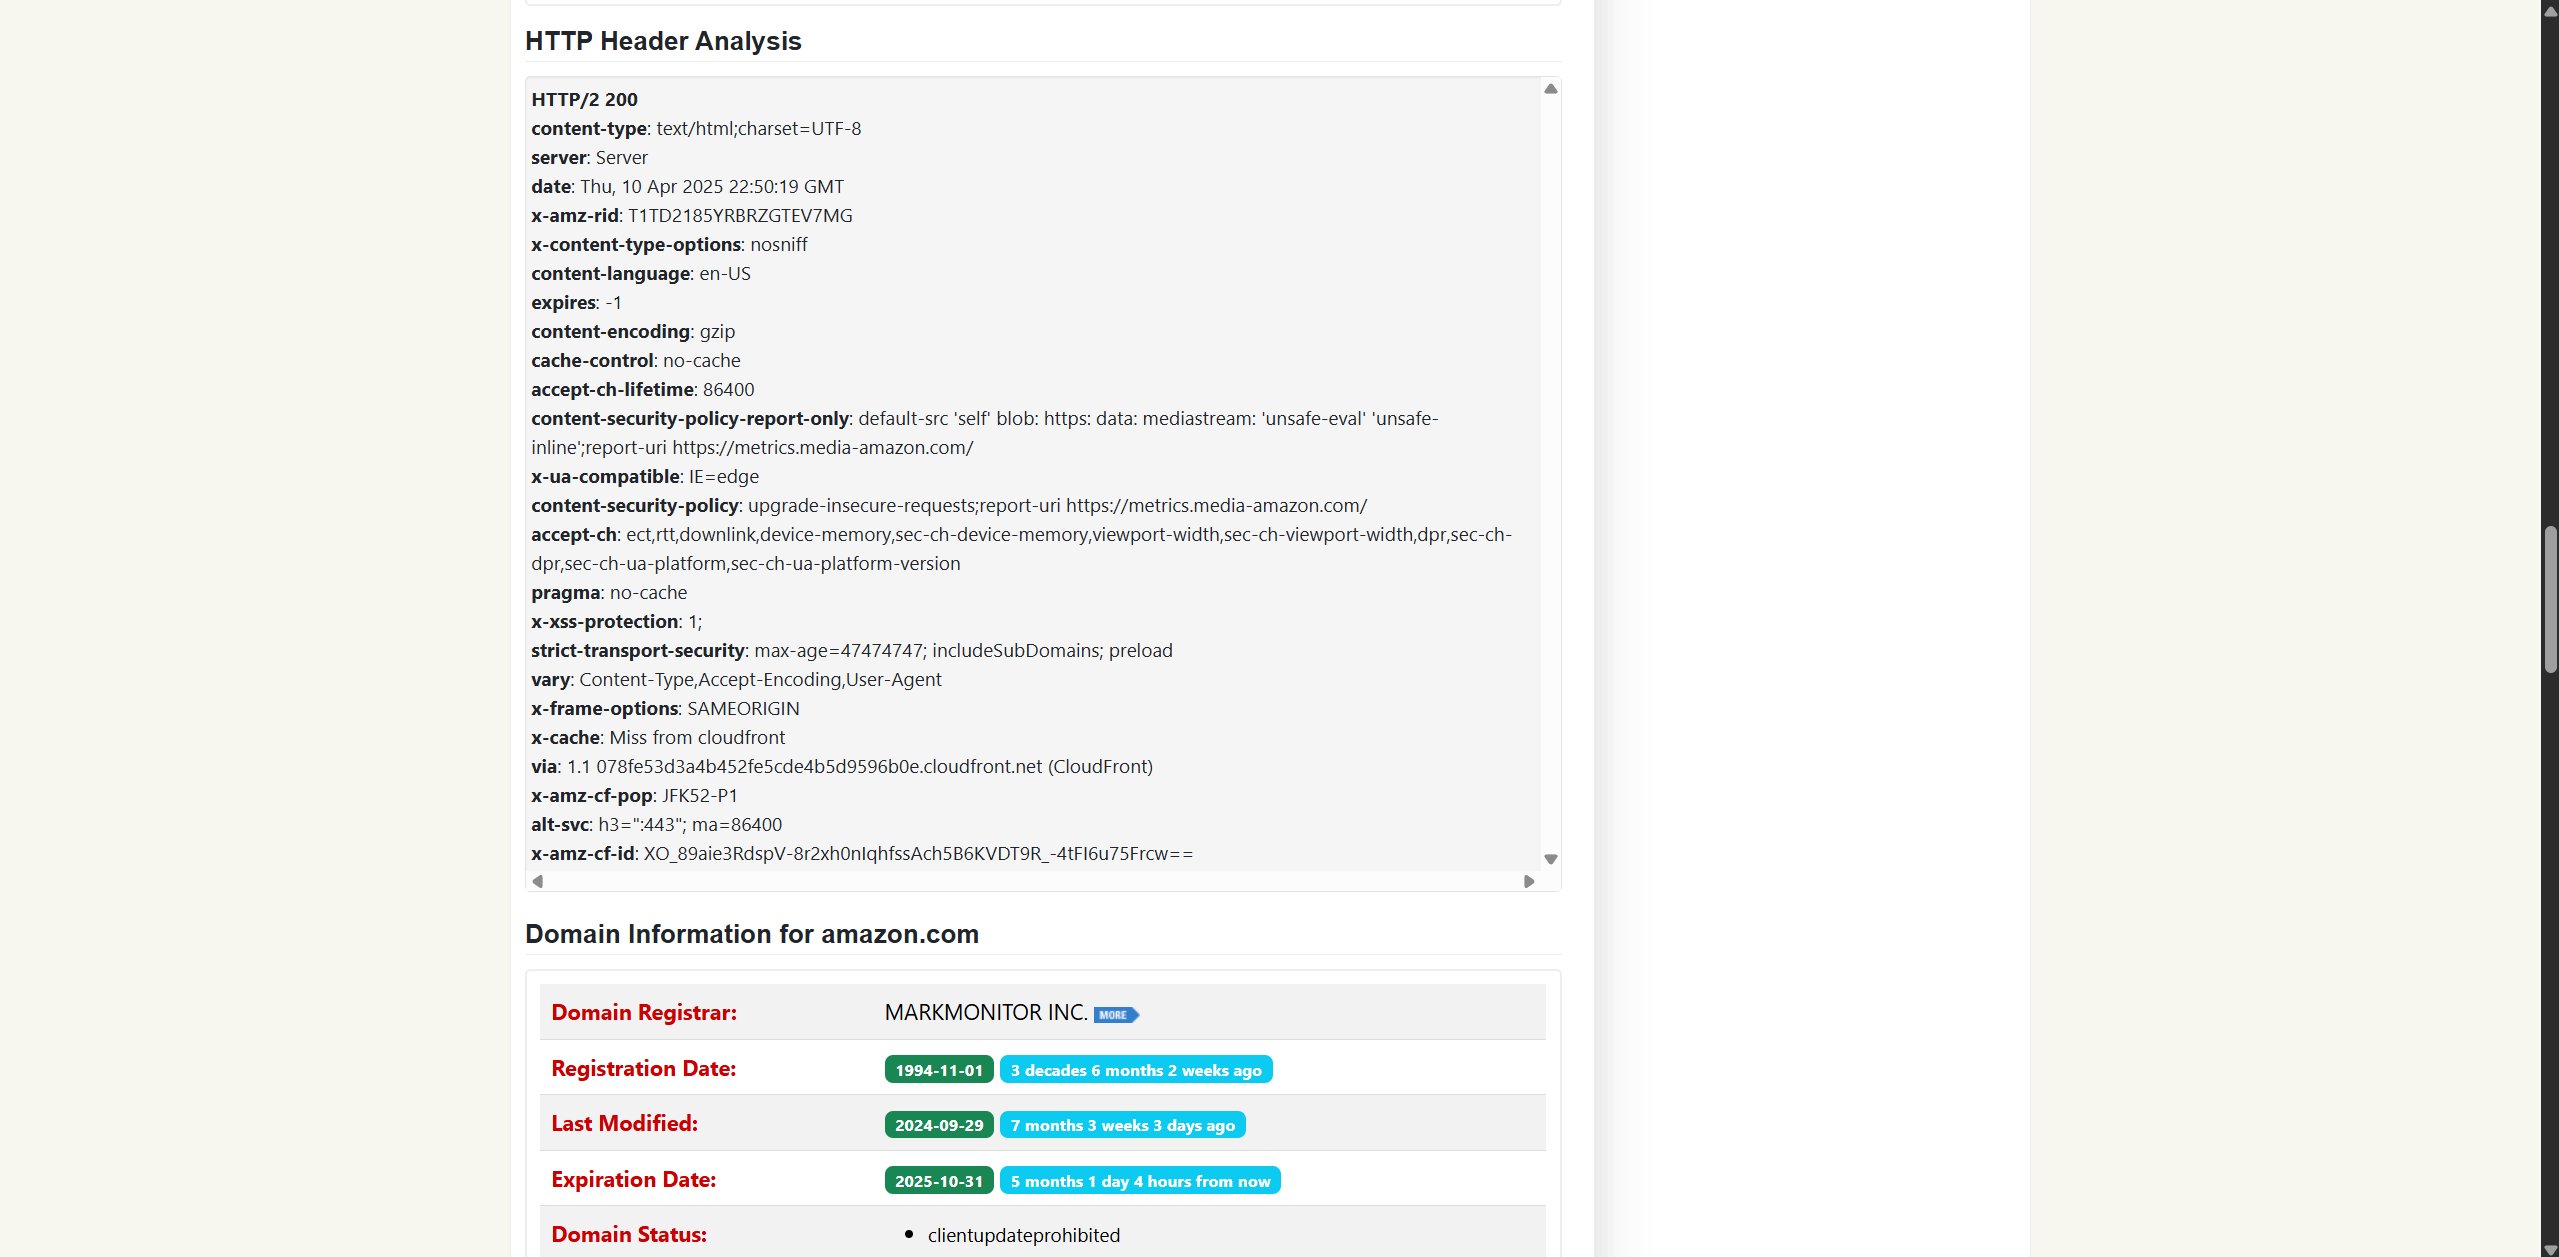 HTTP Header Analysis
HTTP/2 200
content-type: text/html;charset=UTF-8
server: Server
date: Thu, 10 Apr 2025 22:50:19 GMT
x-amz-rid: T1TD2185YRBRZGTEV7MG
x-content-type-options: nosniff
content-language: en-US
expires: -1
content-encoding: gzip
cache-control: no-cache
accept-ch-lifetime: 86400
content-security-policy-report-only: default-src 'self' blob: https: data: mediastream: 'unsafe-eval' 'unsafe-
inline';report-uri https://metrics.media-amazon.com/
x-ua-compatible: IE=edge
content-security-policy: upgrade-insecure-requests;report-uri https://metrics.media-amazon.com/
accept-ch: ect,rtt,downlink,device-memory,sec-ch-device-memory,viewport-width,sec-ch-viewport-width,dpr,sec-ch-
dpr,sec-ch-ua-platform,sec-ch-ua-platform-version
pragma: no-cache
x-xss-protection: 1;
strict-transport-security: max-age=47474747; includeSubDomains; preload
vary: Content-Type,Accept-Encoding,User-Agent
x-frame-options: SAMEORIGIN
x-cache: Miss from cloudfront
via: 1.1 078fe53d3a4b452fe5cde4b5d9596b0e.cloudfront.net (CloudFront)
x-amz-cf-pop: JFK52-P1
alt-svc: h3=":443"; ma=86400
x-amz-cf-id: XO_89aie3RdspV-8r2xh0nIqhfssAch5B6KVDT9R_-4tFI6u75Frcw==
Domain Information for amazon.com
Domain Registrar: MARKMONITOR INC. MORE
Registration Date: 1994-11-01 3 decades 6 months 2 weeks ago
Last Modified: 2024-09-29 7 months 3 weeks 3 days ago
Expiration Date: 2025-10-31 5 months 1 day 4 hours from now
Domain Status: • clientupdateprohibited